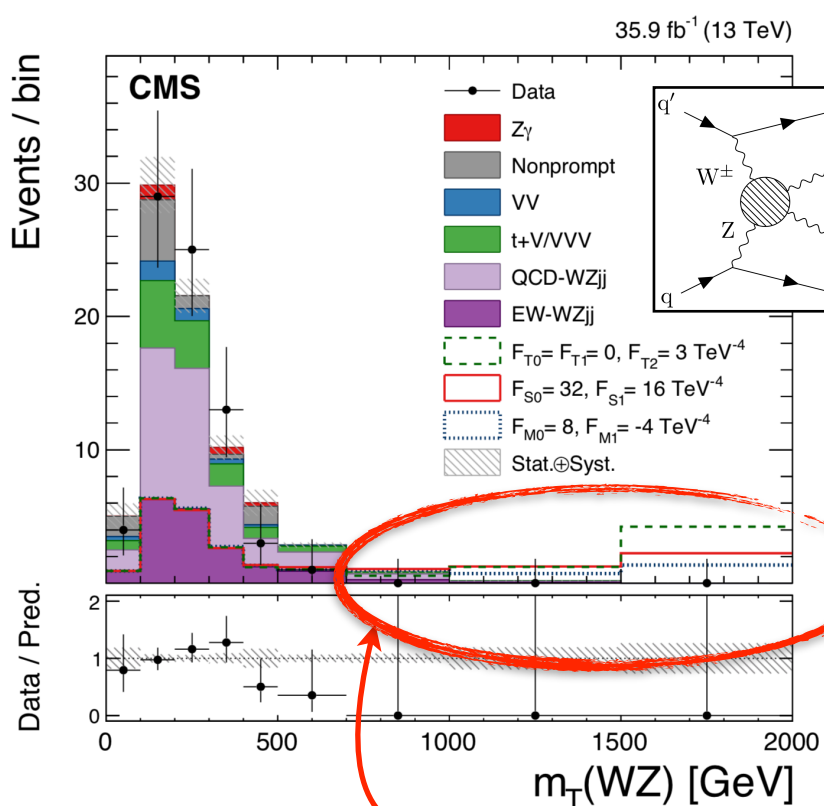 35.9 fb⁻¹ (13 TeV)
Events / bin
CMS
30
20
10
Data
Zγ
Nonprompt
VV
t+V/VVV
QCD-WZjj
EW-WZjj
F_T0= F_T1= 0, F_T2= 3 TeV⁻⁴
F_S0= 32, F_S1= 16 TeV⁻⁴
F_M0= 8, F_M1= -4 TeV⁻⁴
Stat.⊕Syst.
q′
W±
Z
q
Data / Pred.
2
1
0
0 500 1000 1500 2000
m_T(WZ) [GeV]